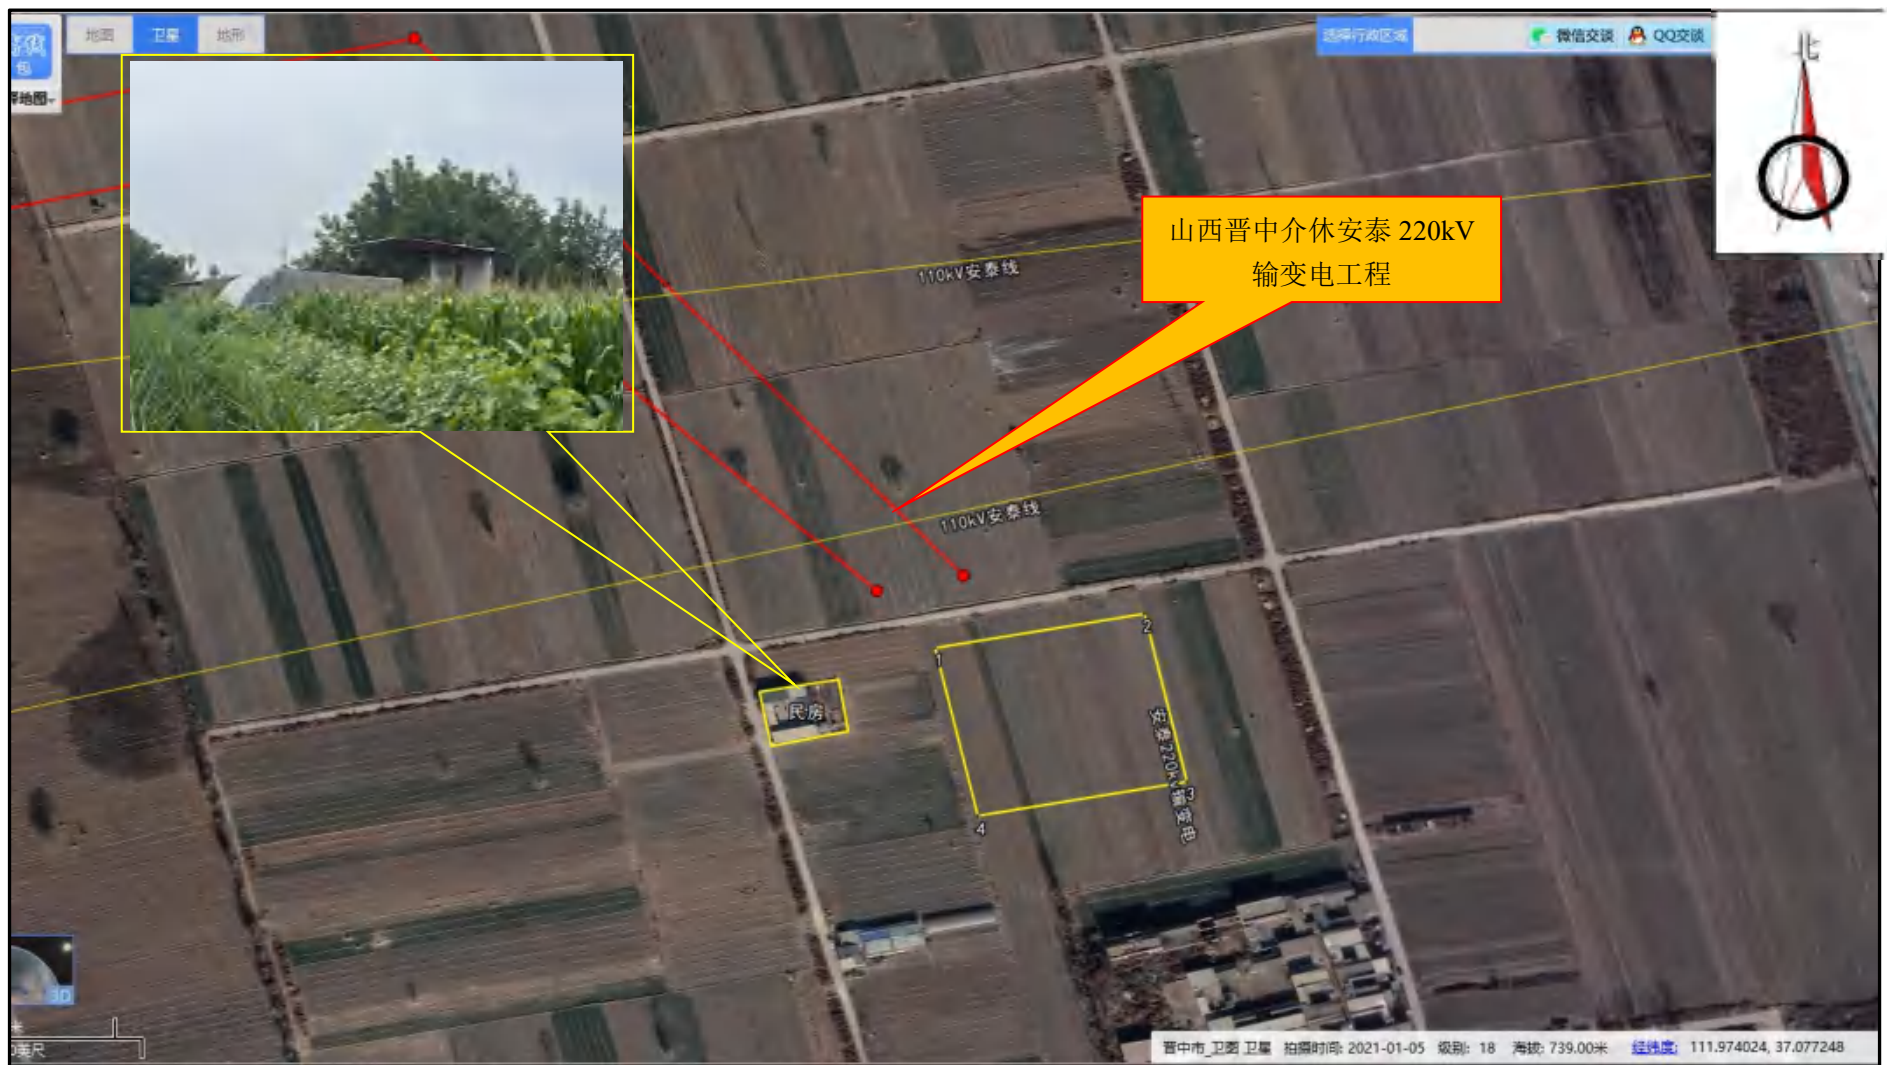 地图 卫星 地形
选择行政区域
微信交谈
QQ交谈
北
包
山西晋中介休安泰 220kV
输变电工程
110kV安泰线
110kV安泰线
1
2
民房
安泰220kV输变电
3
4
3D
米
美尺
晋中市_卫图 卫星 拍摄时间: 2021-01-05 级别: 18 海拔: 739.00米 经纬度: 111.974024, 37.077248